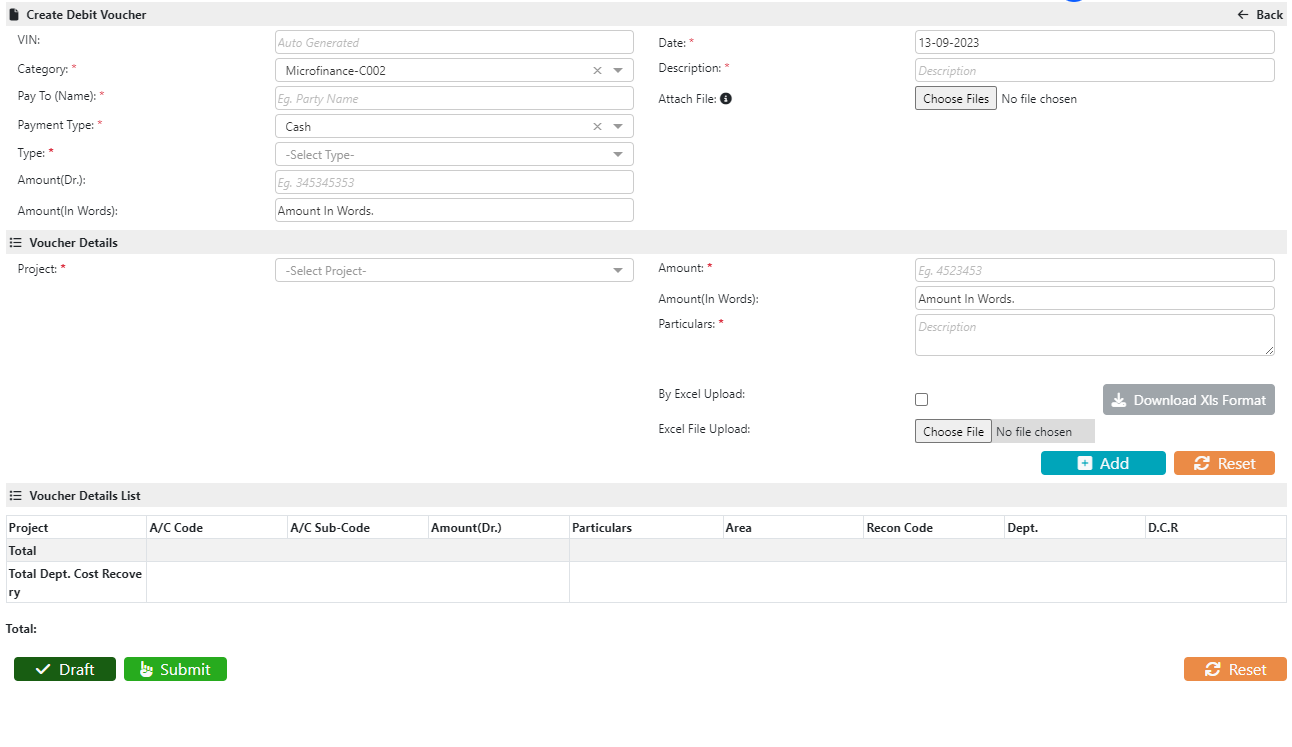 Create Debit Voucher
Back
VIN:
Auto Generated
Date: *
13-09-2023
Category: *
Microfinance-C002
Description: *
Description
Pay To (Name): *
Eg. Party Name
Attach File:
Choose Files No file chosen
Payment Type: *
Cash
Type: *
-Select Type-
Amount(Dr.):
Eg. 345345353
Amount(In Words):
Amount In Words.
Voucher Details
Project: *
-Select Project-
Amount: *
Eg. 4523453
Amount(In Words):
Amount In Words.
Particulars: *
Description
By Excel Upload:
Download Xls Format
Excel File Upload:
Choose File No file chosen
Add
Reset
Voucher Details List
Project A/C Code A/C Sub-Code Amount(Dr.) Particulars Area Recon Code Dept. D.C.R
Total
Total Dept. Cost Recove
ry
Total:
Draft
Submit
Reset